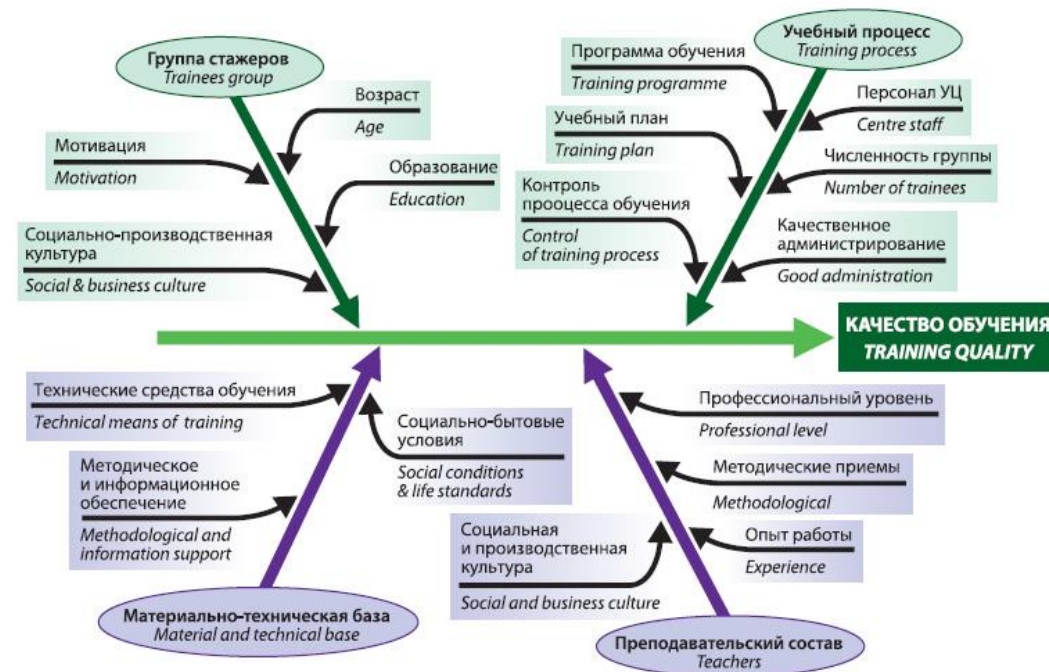 Группа стажеров
Trainees group
Возраст
Age
Мотивация
Motivation
Образование
Education
Социально-производственная
культура
Social & business culture
Учебный процесс
Training process
Программа обучения
Training programme
Персонал УЦ
Centre staff
Учебный план
Training plan
Численность группы
Number of trainees
Контроль
прооцесса обучения
Control
of training process
Качественное
администрирование
Good administration
КАЧЕСТВО ОБУЧЕНИЯ
TRAINING QUALITY
Технические средства обучения
Technical means of training
Социально-бытовые
условия
Social conditions
& life standards
Методическое
и информационное
обеспечение
Methodological and
information support
Материально-техническая база
Material and technical base
Профессиональный уровень
Professional level
Методические приемы
Methodological
Социальная
и производственная
культура
Social and business culture
Опыт работы
Experience
Преподавательский состав
Teachers